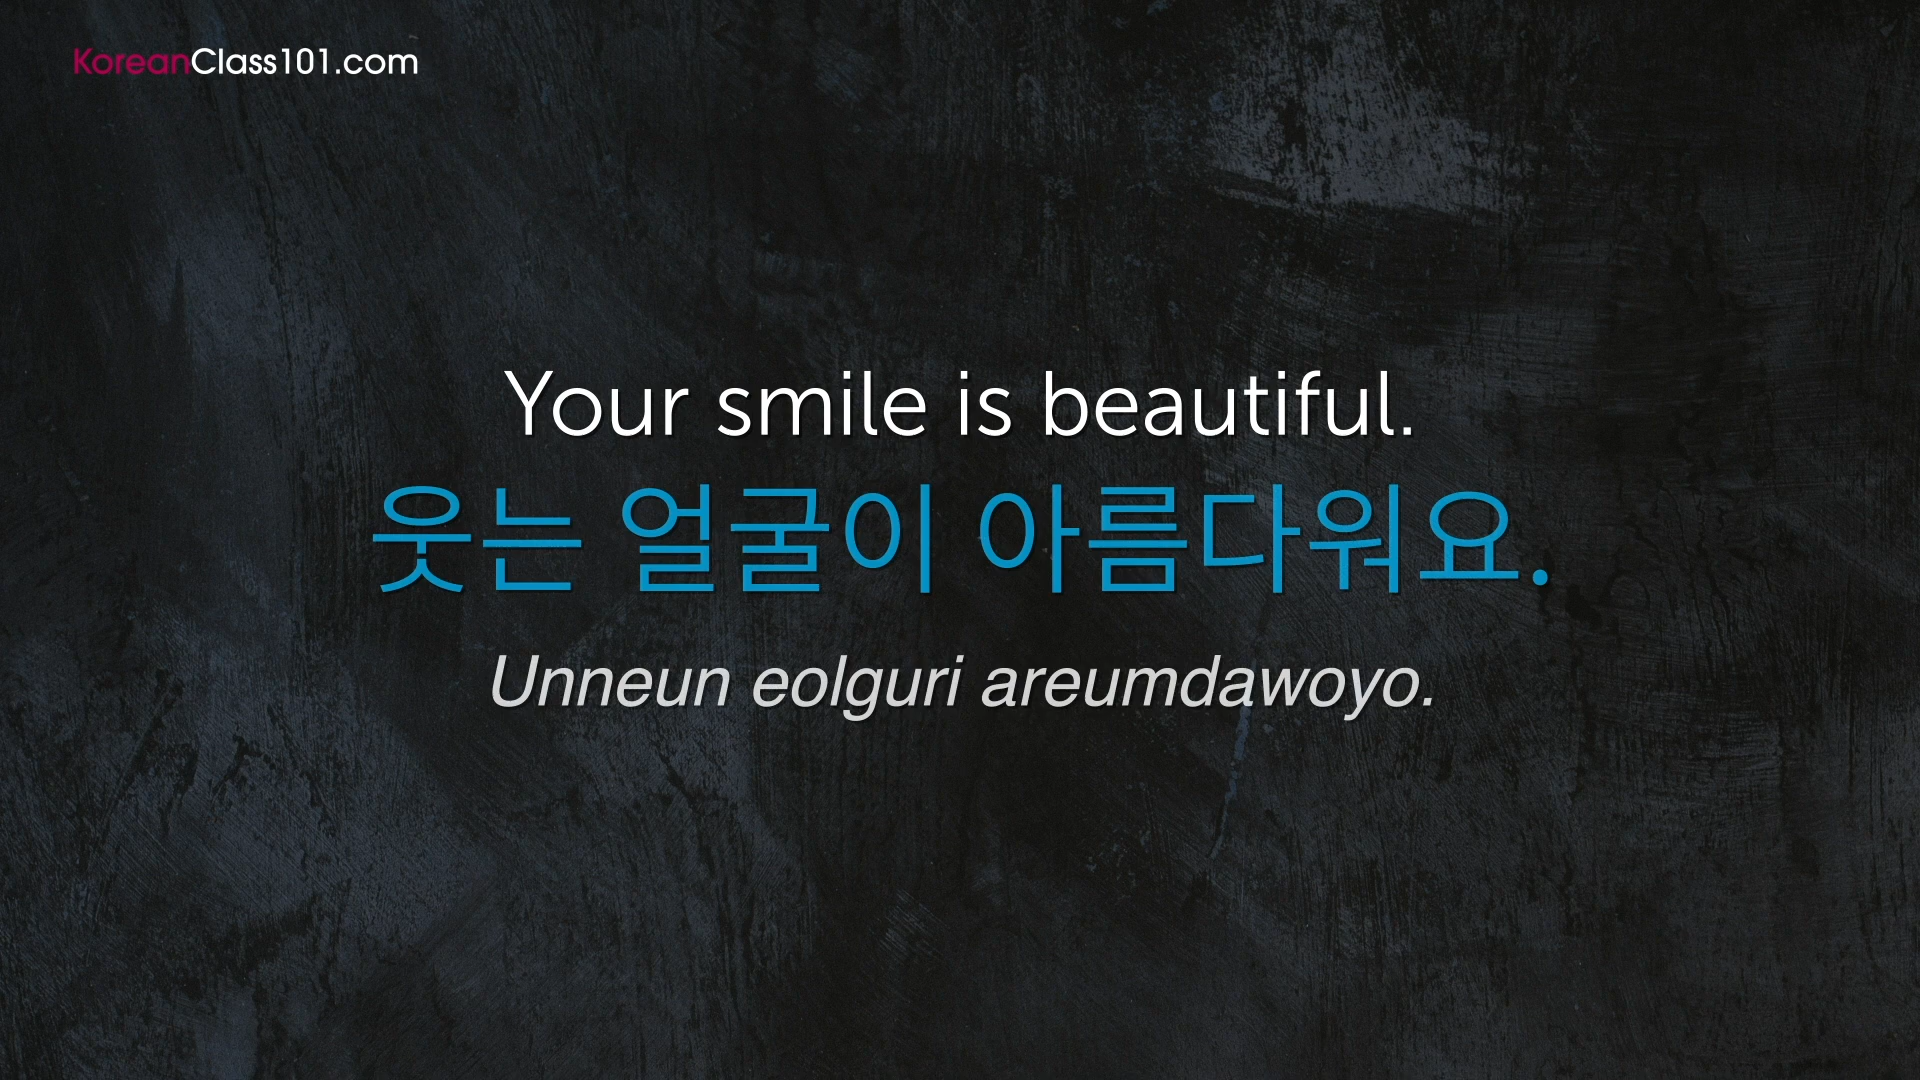 KoreanClass101.com
Your smile is beautiful.
웃는 얼굴이 아름다워요.
Unneun eolguri areumdawoyo.